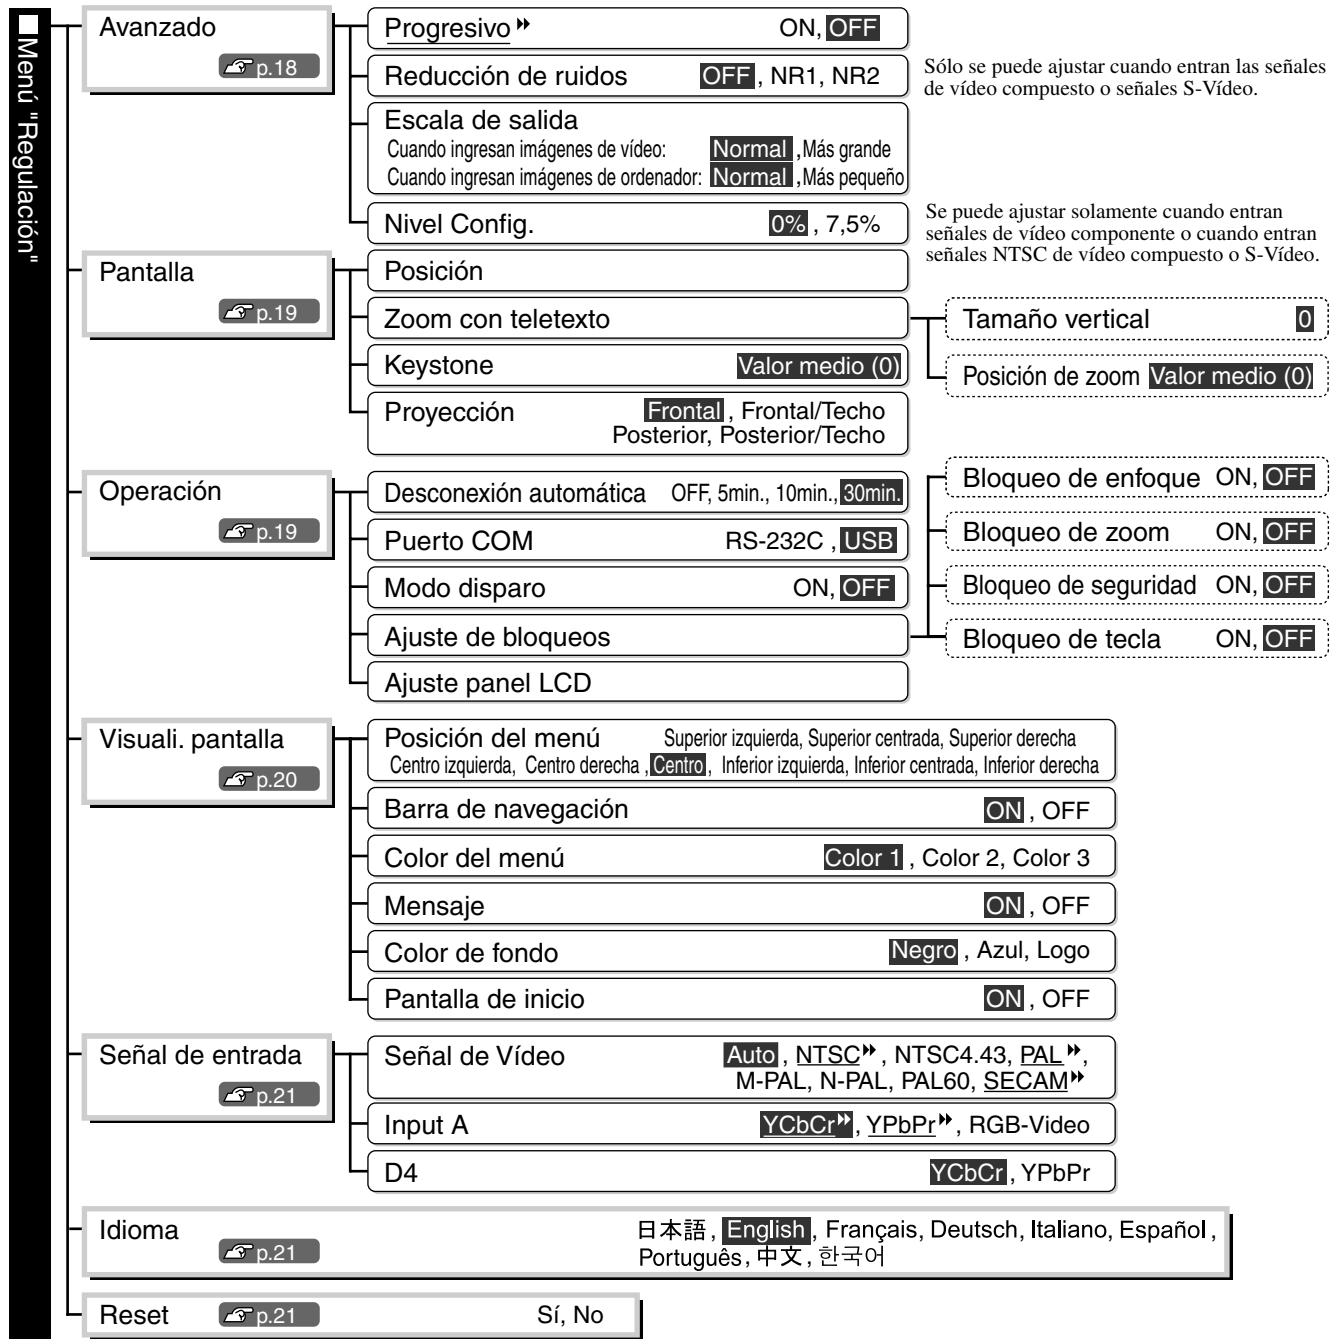 ■Menú "Regulación"
Avanzado
p.18
Progresivo ON, OFF
Reducción de ruidos OFF , NR1, NR2
Sólo se puede ajustar cuando entran las señales
de vídeo compuesto o señales S-Vídeo.
Escala de salida
Cuando ingresan imágenes de vídeo: Normal ,Más grande
Cuando ingresan imágenes de ordenador: Normal ,Más pequeño
Nivel Config. 0% , 7,5%
Se puede ajustar solamente cuando entran
señales de vídeo componente o cuando entran
señales NTSC de vídeo compuesto o S-Vídeo.
Pantalla
p.19
Posición
Zoom con teletexto
Tamaño vertical 0
Posición de zoom Valor medio (0)
Keystone Valor medio (0)
Proyección Frontal , Frontal/Techo
Posterior, Posterior/Techo
Operación
p.19
Desconexión automática OFF, 5min., 10min., 30min.
Puerto COM RS-232C , USB
Modo disparo ON, OFF
Ajuste de bloqueos
Bloqueo de enfoque ON, OFF
Bloqueo de zoom ON, OFF
Bloqueo de seguridad ON, OFF
Bloqueo de tecla ON, OFF
Ajuste panel LCD
Visuali. pantalla
p.20
Posición del menú Superior izquierda, Superior centrada, Superior derecha
Centro izquierda, Centro derecha , Centro , Inferior izquierda, Inferior centrada, Inferior derecha
Barra de navegación ON , OFF
Color del menú Color 1 , Color 2, Color 3
Mensaje ON , OFF
Color de fondo Negro , Azul, Logo
Pantalla de inicio ON , OFF
Señal de entrada
p.21
Señal de Vídeo Auto , NTSC , NTSC4.43, PAL ,
M-PAL, N-PAL, PAL60, SECAM
Input A YCbCr , YPbPr , RGB-Video
D4 YCbCr , YPbPr
Idioma
p.21
日本語 , English , Français, Deutsch, Italiano, Español ,
Português , 中文 , 한국어
Reset p.21 Sí, No